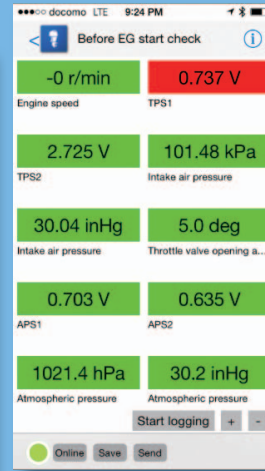 docomo LTE 9:24 PM
< Before EG start check i
-0 r/min 0.737 V
Engine speed TPS1
2.725 V 101.48 kPa
TPS2 Intake air pressure
30.04 inHg 5.0 deg
Intake air pressure Throttle valve opening a...
0.703 V 0.635 V
APS1 APS2
1021.4 hPa 30.2 inHg
Atmospheric pressure Atmospheric pressure
Start logging + -
Online Save Send